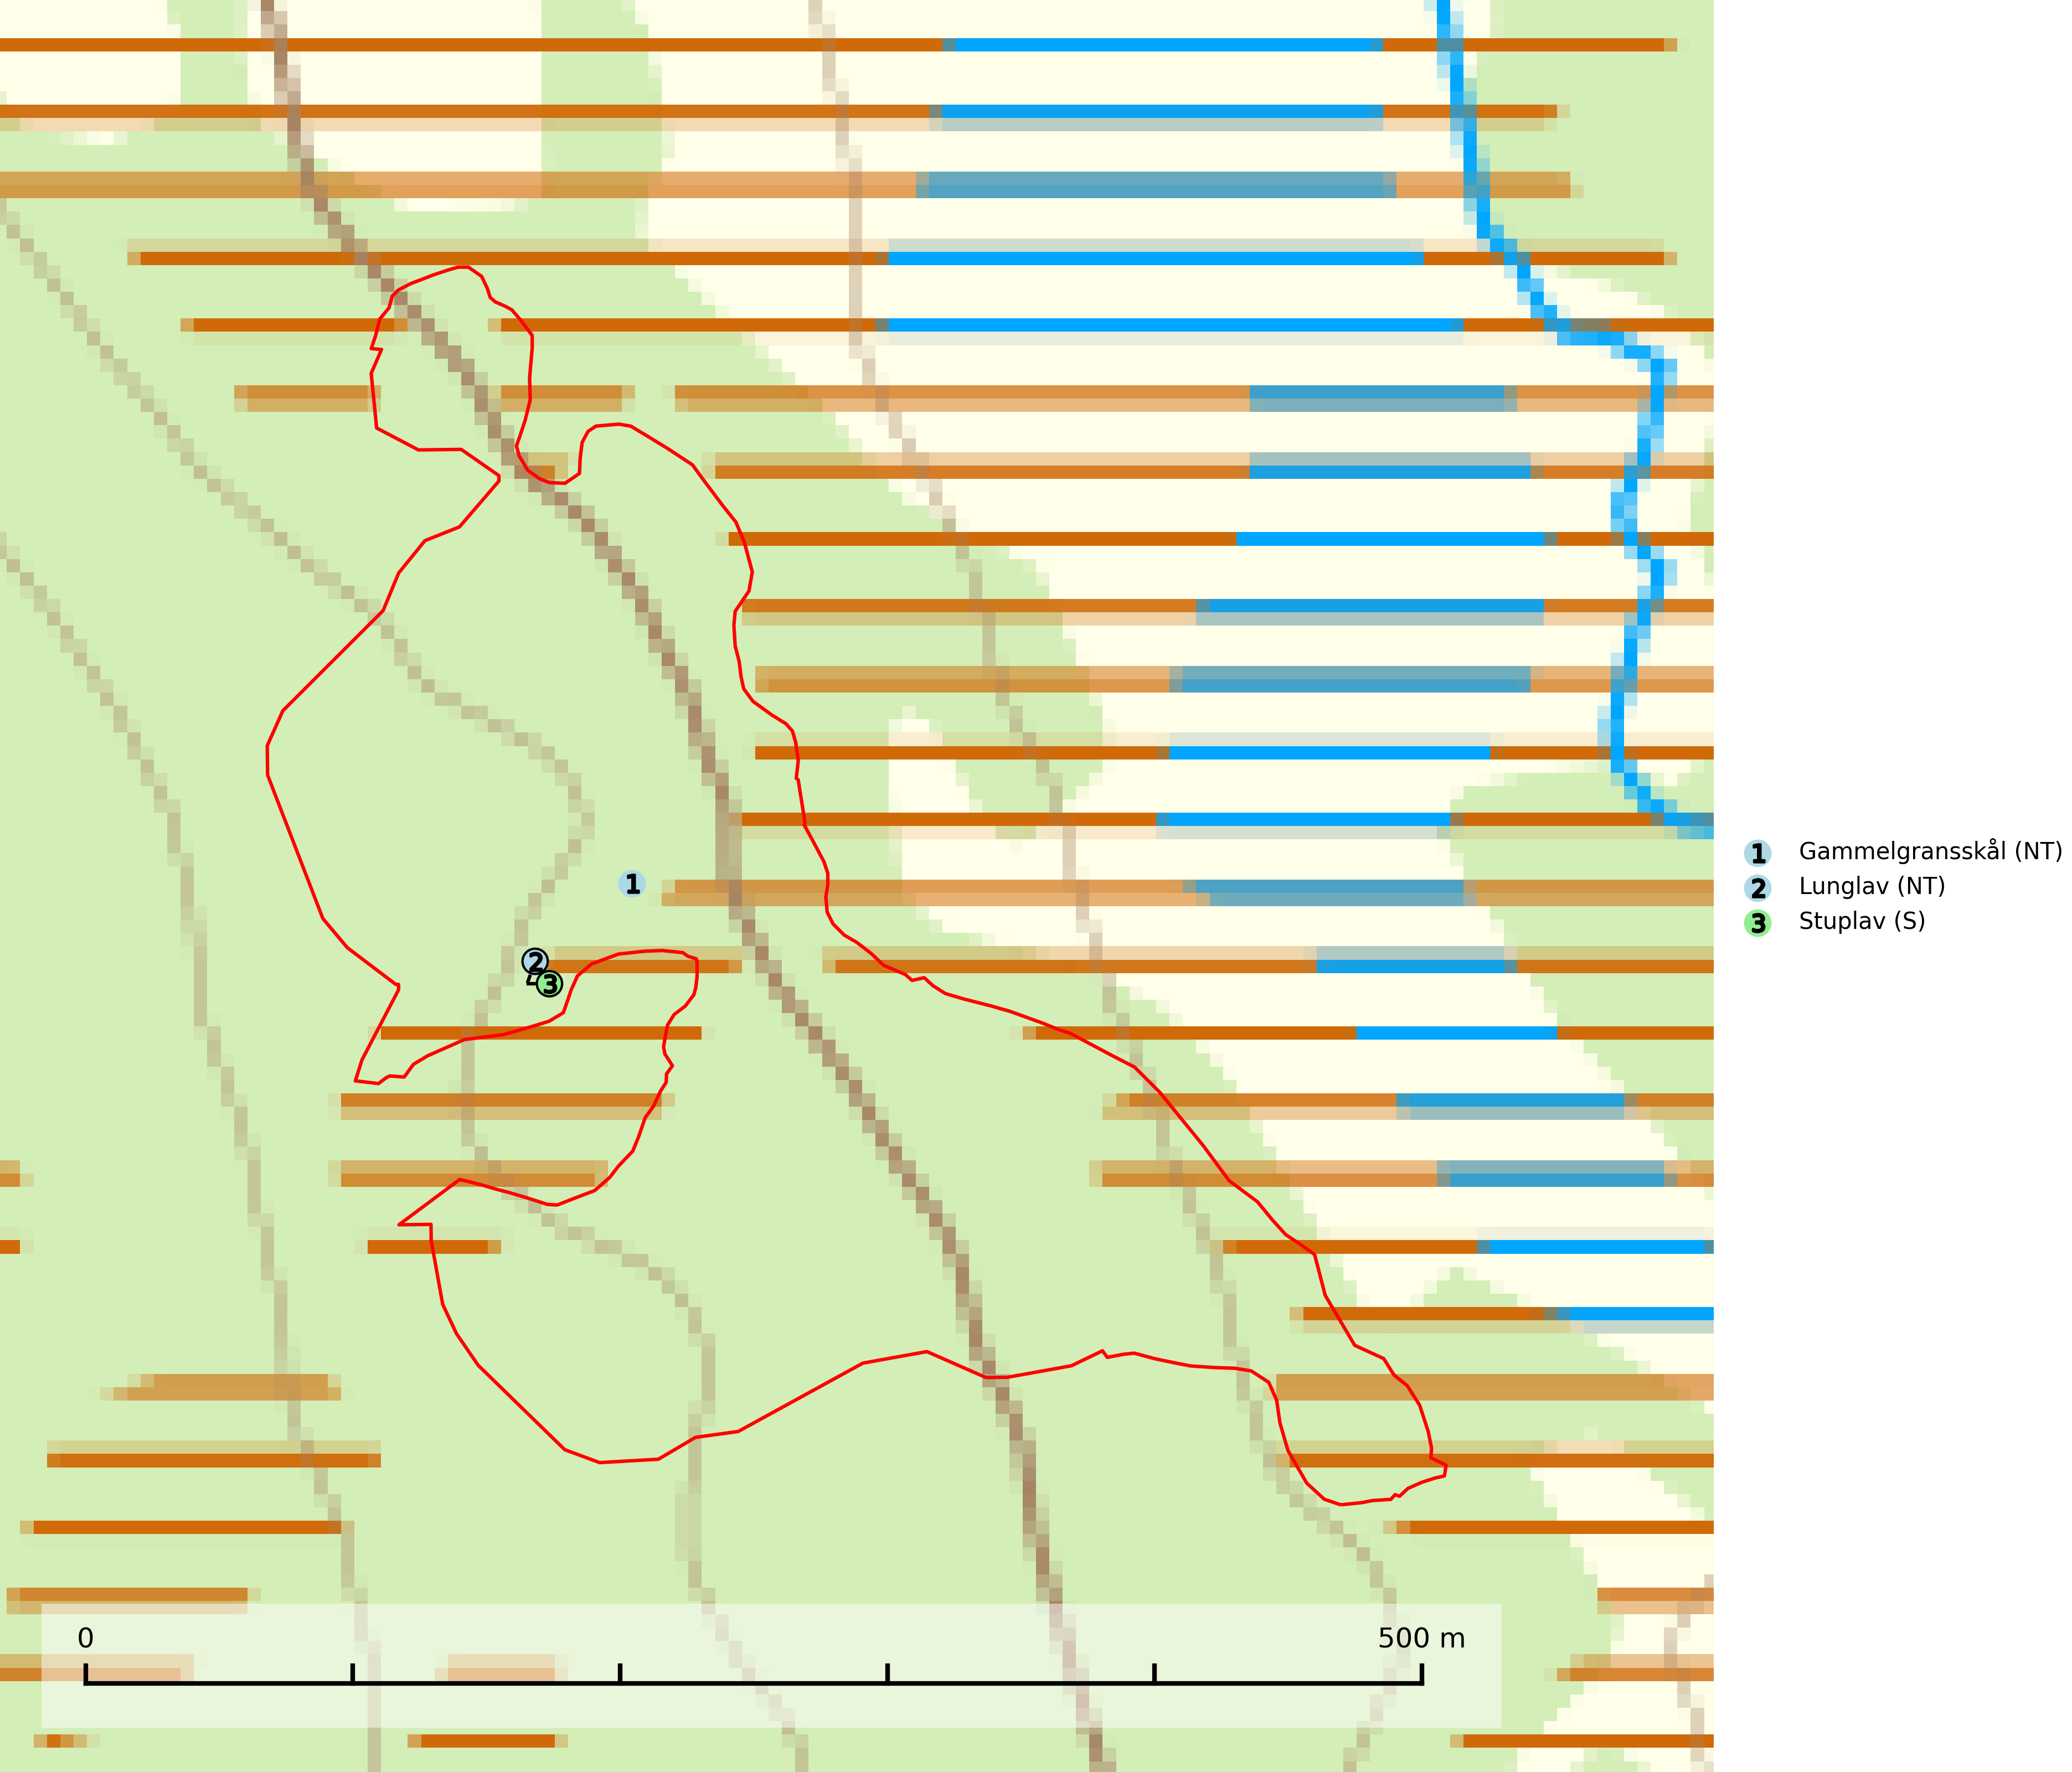 1
2
3
1 Gammelgransskål (NT)
2 Lunglav (NT)
3 Stuplav (S)
0 500 m